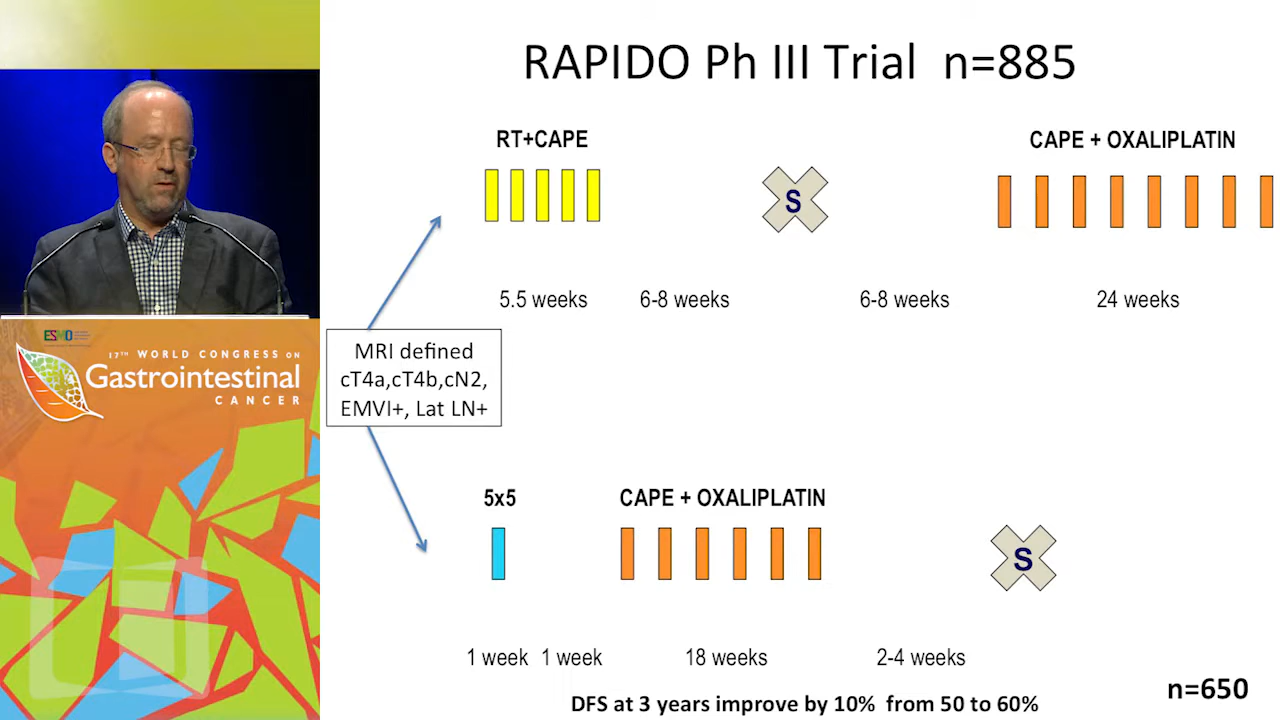 RAPIDO Ph III Trial n=885
RT+CAPE
CAPE + OXALIPLATIN
S
5.5 weeks
6-8 weeks
6-8 weeks
24 weeks
MRI defined
cT4a,cT4b,cN2,
EMVI+, Lat LN+
5x5
CAPE + OXALIPLATIN
S
1 week
1 week
18 weeks
2-4 weeks
n=650
DFS at 3 years improve by 10% from 50 to 60%
ESMO
17TH WORLD CONGRESS ON
Gastrointestinal
CANCER